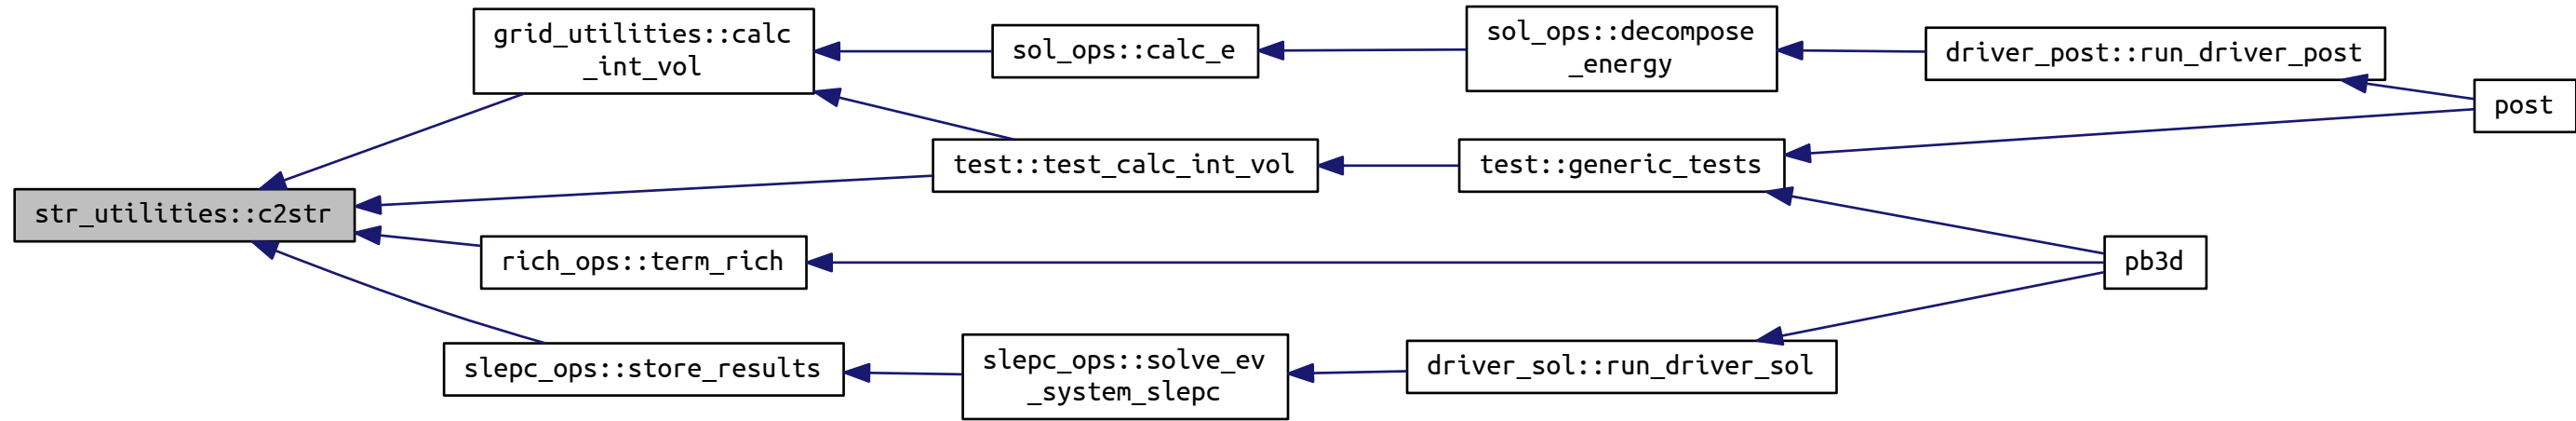 grid_utilities::calc
_int_vol
sol_ops::calc_e
sol_ops::decompose
_energy
driver_post::run_driver_post
post
test::test_calc_int_vol
test::generic_tests
str_utilities::c2str
rich_ops::term_rich
pb3d
slepc_ops::store_results
slepc_ops::solve_ev
_system_slepc
driver_sol::run_driver_sol